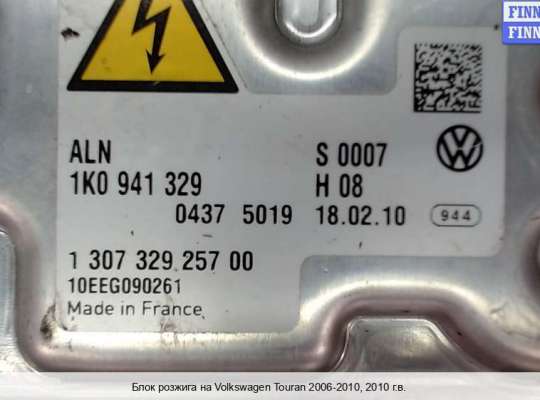 FINN
FINN
ALN S 0007
1K0 941 329 H 08
0437 5019 18.02.10 944
1 307 329 257 00
10EEG090261
Made in France
Блок розжига на Volkswagen Touran 2006-2010, 2010 г.в.